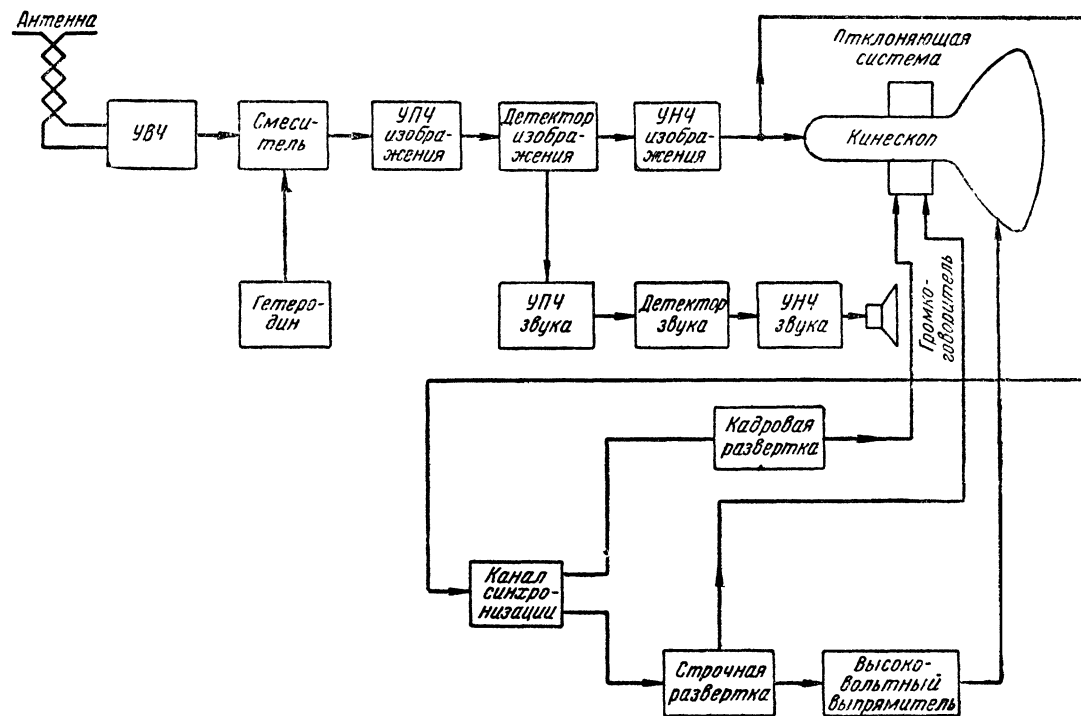 Антенна
Отклоняющая
система
УВЧ
Смеси-
тель
УПЧ
изобра-
жения
Детектор
изобра-
жения
УНЧ
изобра-
жения
Кинескоп
Гетеро-
дин
УПЧ
звука
Детектор
звука
УНЧ
звука
Громко-
говоритель
Кадровая
развертка
Канал
синхро-
низации
Строчная
развертка
Высоко-
вольтный
выпрямитель